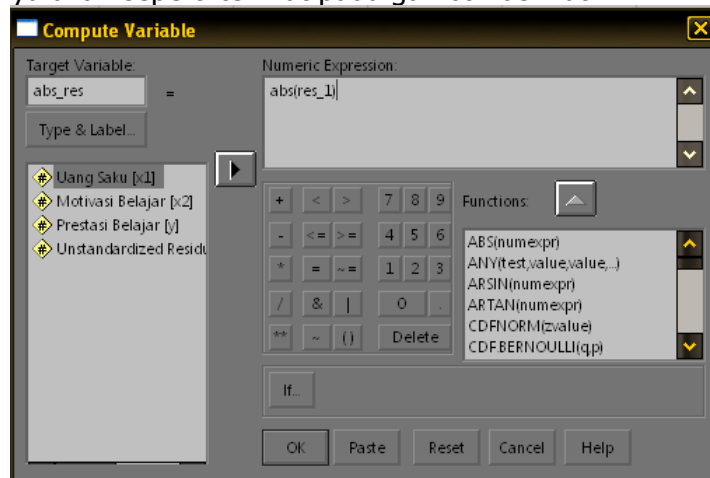 Compute Variable
Target Variable:
abs_res
=
Type & Label...
Uang Saku [x1]
Motivasi Belajar [x2]
Prestasi Belajar [y]
Unstandardized Residu
Numeric Expression:
abs(res_1)
+ < > 7 8 9
- <= >= 4 5 6
* = ~= 1 2 3
/ & | 0 .
** ~ () Delete
Functions:
ABS(numexpr)
ANY(test,value,value,...)
ARSIN(numexpr)
ARTAN(numexpr)
CDFNORM(zvalue)
CDF.BERNOULLI(q,p)
If...
OK Paste Reset Cancel Help